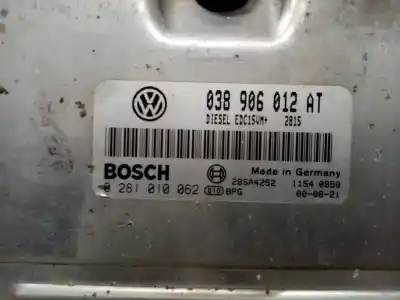 038 906 012 AT
DIESEL EDC15VM+ 2815
BOSCH
Made in Germany
28SA4252 1154 0850
0 281 010 062 BPG 00-08-21